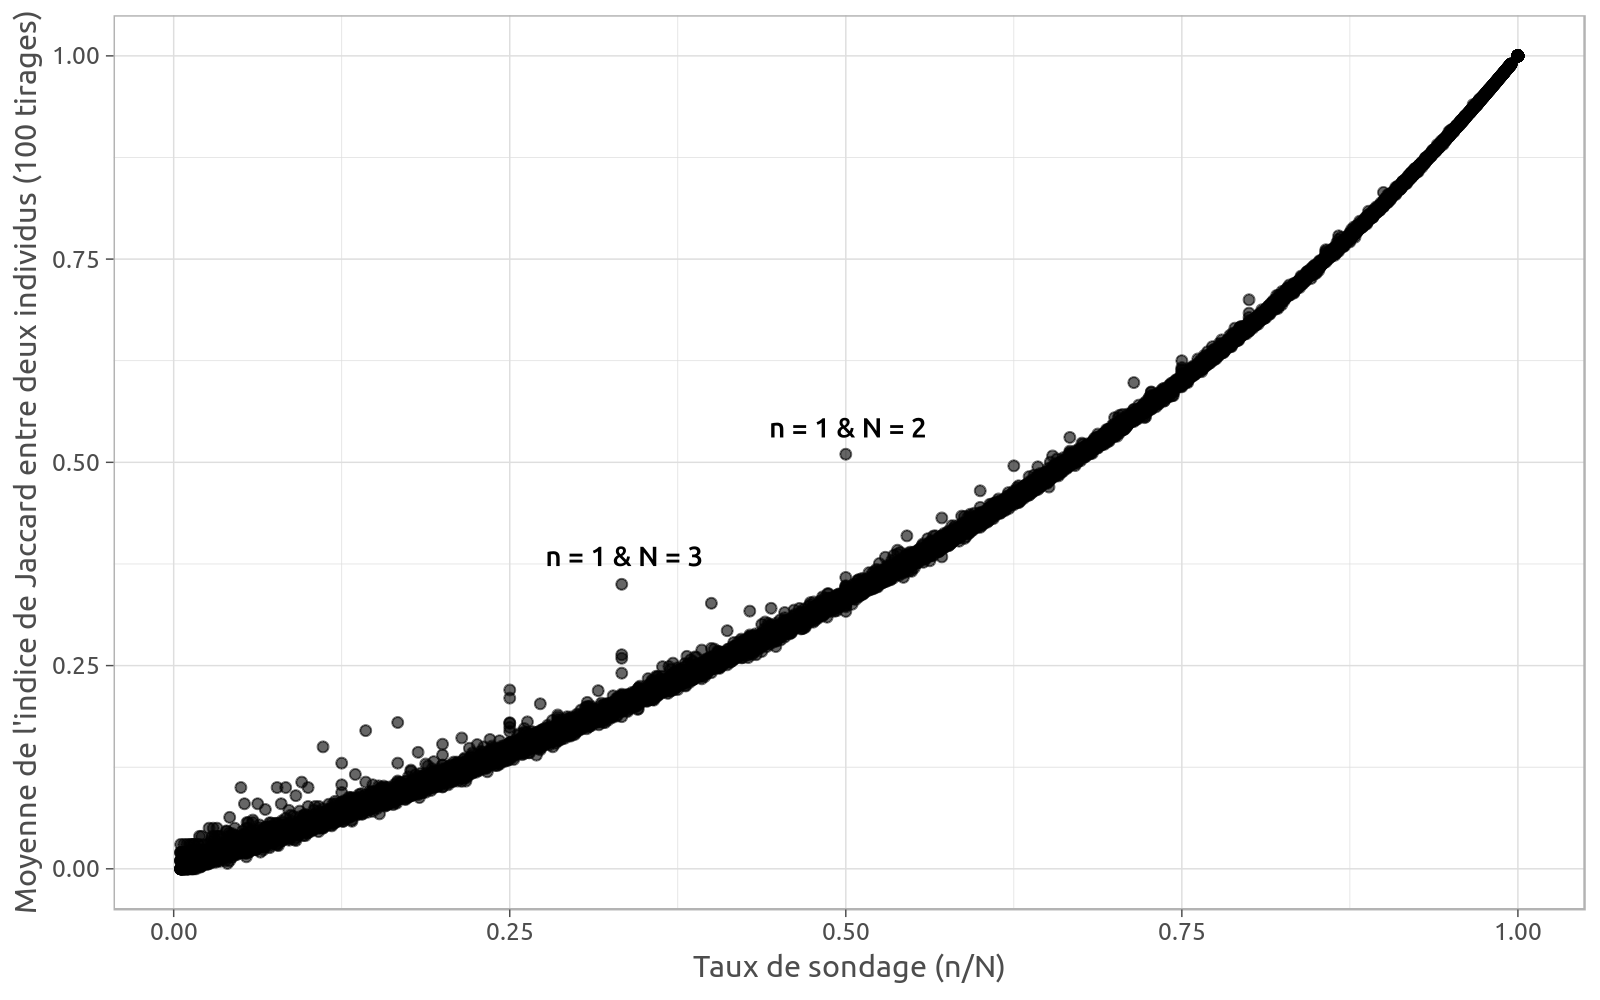 Moyenne de l'indice de Jaccard entre deux individus (100 tirages)
1.00
0.75
0.50
0.25
0.00
n = 1 & N = 2
n = 1 & N = 3
0.00 0.25 0.50 0.75 1.00
Taux de sondage (n/N)